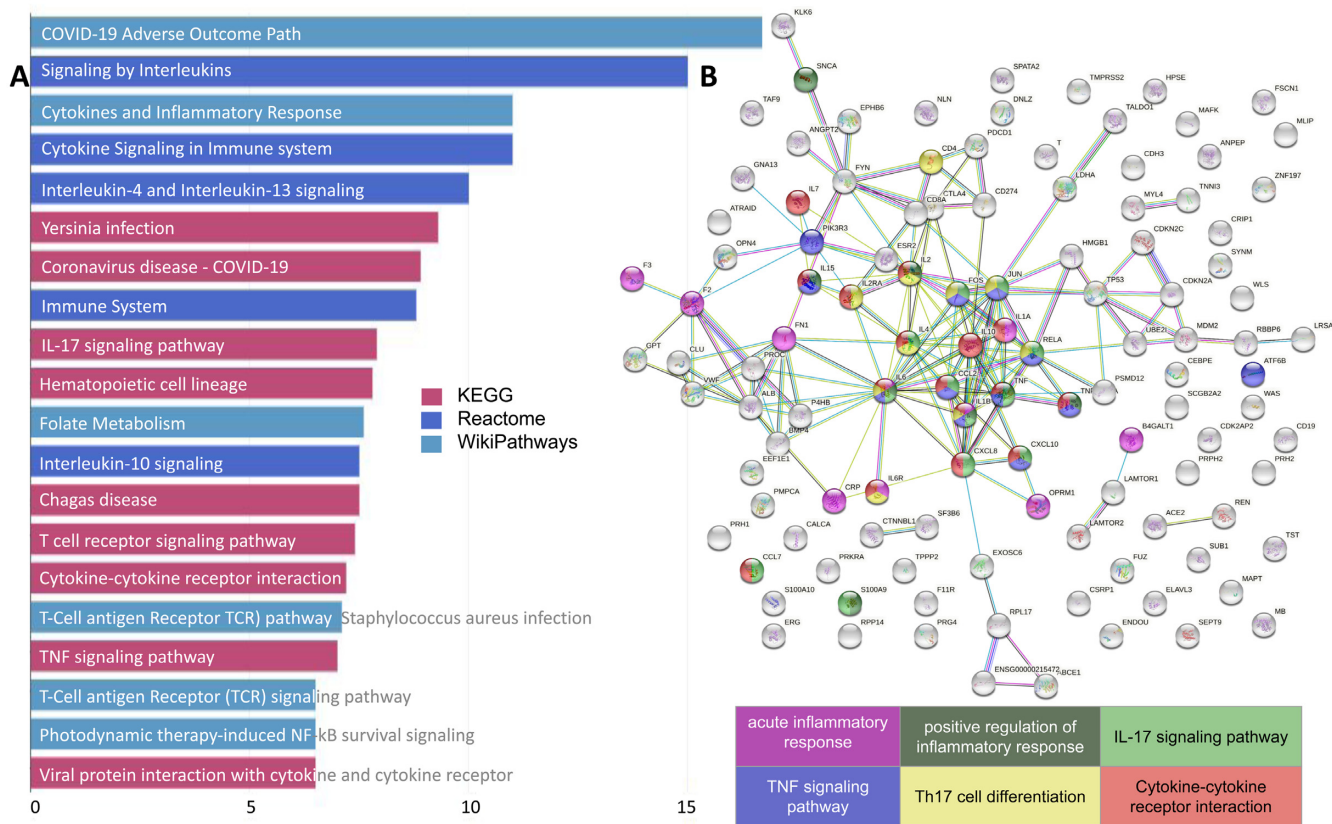 A
COVID-19 Adverse Outcome Path
Signaling by Interleukins
Cytokines and Inflammatory Response
Cytokine Signaling in Immune system
Interleukin-4 and Interleukin-13 signaling
Yersinia infection
Coronavirus disease - COVID-19
Immune System
IL-17 signaling pathway
Hematopoietic cell lineage
Folate Metabolism
Interleukin-10 signaling
Chagas disease
T cell receptor signaling pathway
Cytokine-cytokine receptor interaction
T-Cell antigen Receptor TCR) pathway Staphylococcus aureus infection
TNF signaling pathway
T-Cell antigen Receptor (TCR) signaling pathway
Photodynamic therapy-induced NF-kB survival signaling
Viral protein interaction with cytokine and cytokine receptor
0
5
10
15
KEGG
Reactome
WikiPathways
B
KLK6
SNCA
SPATA2
TMPRSS2
HPSE
FSCN1
TAF9
EPHB6
NLN
DNLZ
TALDO1
MAFK
MLIP
ANGPT2
PDCD1
CD4
T
ANPEP
GNA13
FYN
CDH3
IL7
CTLA4
CD274
LDHA
ZNF197
CD8A
MYL4
TNNI3
ATRAID
PIK3R3
CRIP1
OPN4
ESR2
HMGB1
CDKN2C
SYNM
F3
IL15
IL2
JUN
F2
IL2RA
FOS
TP53
CDKN2A
WLS
FN1
IL4
IL10
IL1A
UBE2I
MDM2
RBBP6
LRSA
GPT
CLU
PROC
RELA
CEBPE
ATF6B
VWF
IL6
CCL2
TNF
TNF
A
PSMD12
SCGB2A2
WAS
ALB
P4HB
IL1B
BMP4
B4GALT1
CDK2AP2
CD19
CXCL8
CXCL10
EEF1E1
PRPH2
PRH2
PMPCA
CRP
IL6R
OPRM1
LAMTOR1
PRH1
CALCA
CTNNBL1
SF3B6
LAMTOR2
ACE2
REN
CCL7
PRKRA
TPPP2
EXOSC6
FUZ
SUB1
TST
S100A10
S100A9
F11R
CSRP1
ELAVL3
MAPT
ERG
RPP14
PRG4
RPL17
ENDOU
SEPT9
MB
ENSG00000215472
ABCE1
acute inflammatory
response
positive regulation of
inflammatory response
IL-17 signaling pathway
TNF signaling
pathway
Th17 cell differentiation
Cytokine-cytokine
receptor interaction